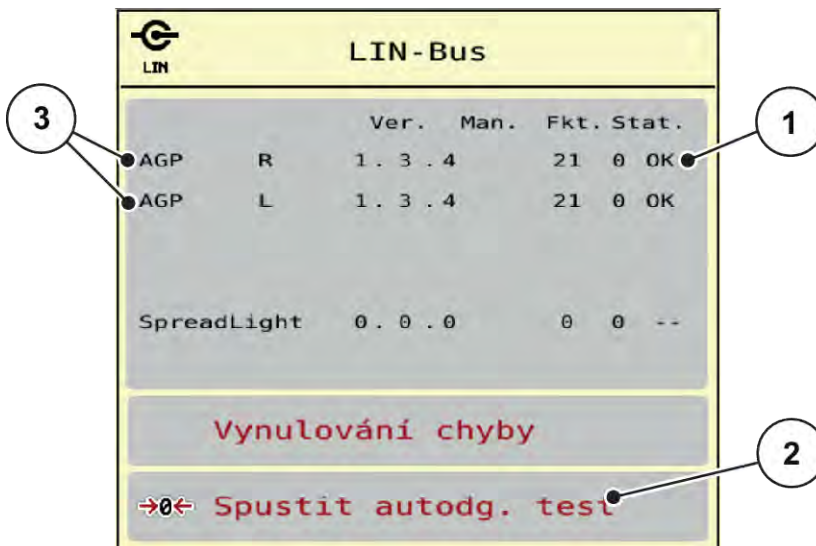 LIN
LIN-Bus
Ver. Man. Fkt. Stat.
AGP R 1.3.4 21 0 OK
AGP L 1.3.4 21 0 OK
SpreadLight 0.0.0 0 0 --
Vynulování chyby
→0← Spustit autodg. test
3
1
2